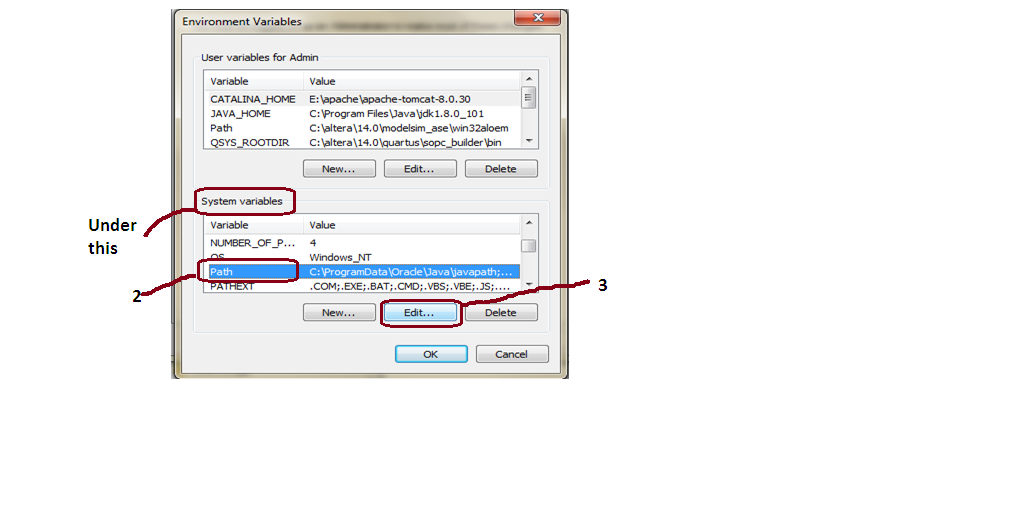 Environment Variables
User variables for Admin
Variable Value
CATALINA_HOME E:\apache\apache-tomcat-8.0.30
JAVA_HOME C:\Program Files\Java\jdk1.8.0_101
Path C:\altera\14.0\modelsim_ase\win32aloem
QSYS_ROOTDIR C:\altera\14.0\quartus\sopc_builder\bin
New... Edit... Delete
System variables
Under
this
Variable Value
NUMBER_OF_P... 4
OS Windows_NT
Path C:\ProgramData\Oracle\Java\javapath;...
2
PATHEXT .COM;.EXE;.BAT;.CMD;.VBS;.VBE;.JS;....
3
New... Edit... Delete
OK Cancel